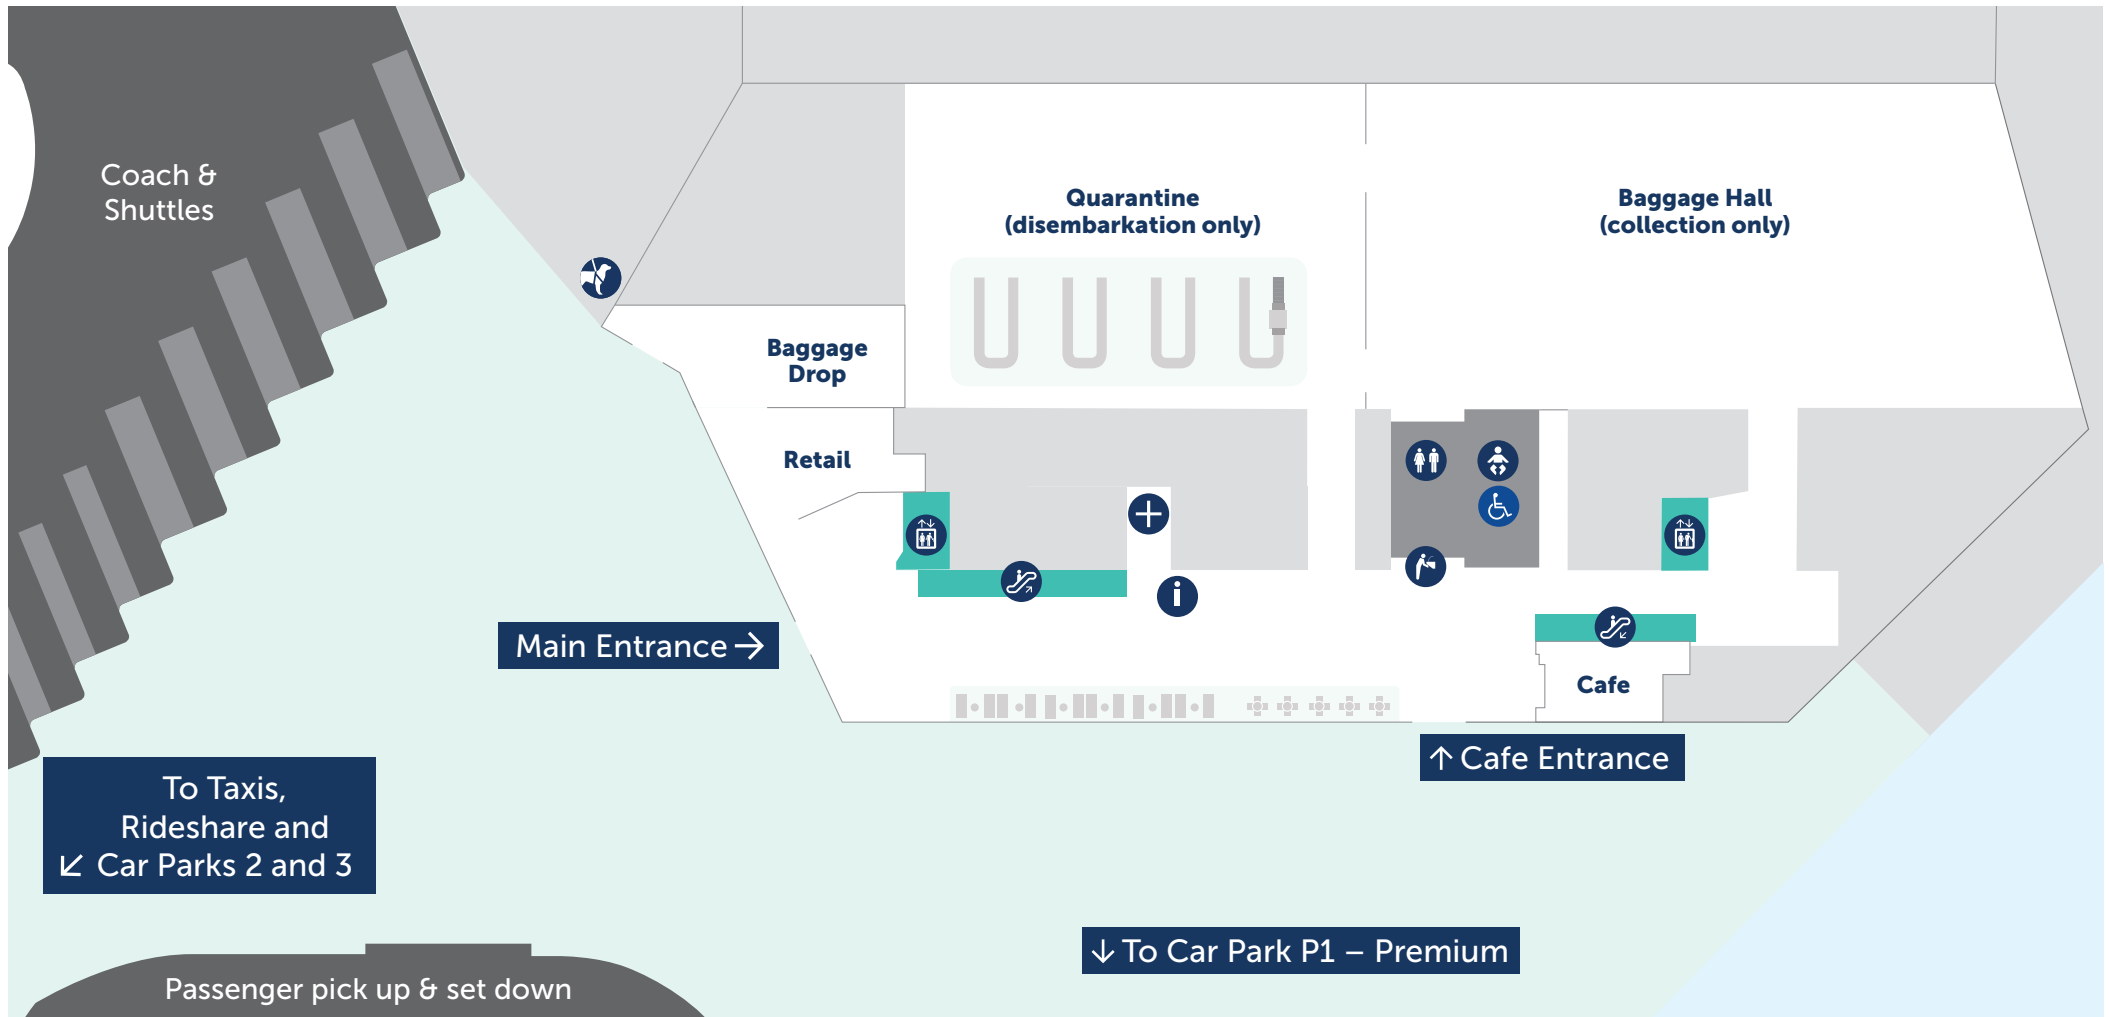 Coach &
Shuttles
Quarantine
(disembarkation only)
Baggage Hall
(collection only)
Baggage
Drop
Retail
Main Entrance →
Cafe
↑ Cafe Entrance
To Taxis,
Rideshare and
↙ Car Parks 2 and 3
↓ To Car Park P1 – Premium
Passenger pick up & set down